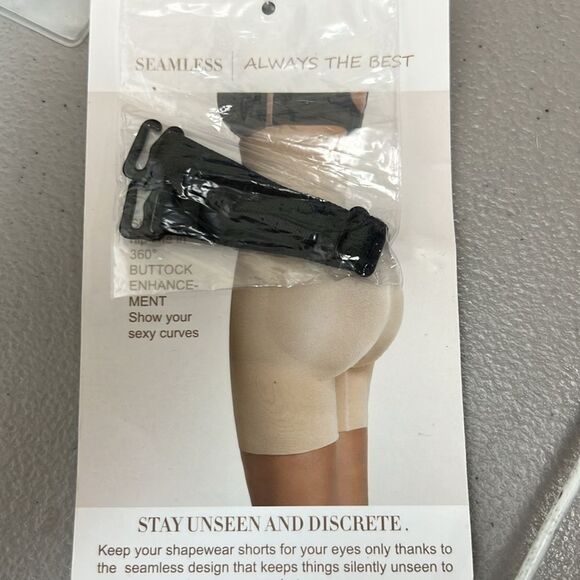 SEAMLESS | ALWAYS THE BEST
360°
BUTTOCK
ENHANCE-
MENT
Show your
sexy curves
STAY UNSEEN AND DISCRETE .
Keep your shapewear shorts for your eyes only thanks to
the seamless design that keeps things silently unseen to